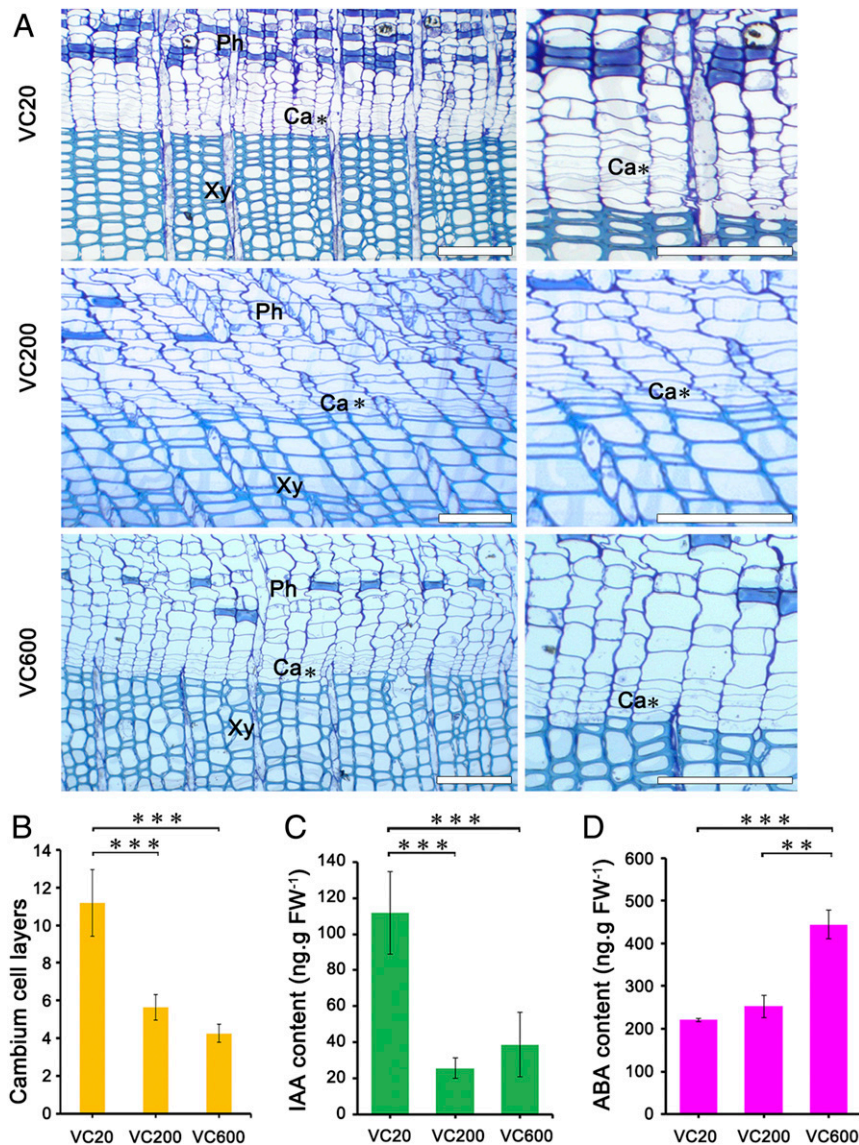 A
VC20
Ph
Ca*
Xy
Ca*
VC200
Ph
Ca*
Xy
Ca*
VC600
Ph
Ca*
Xy
Ca*
B
***
***
Cambium cell layers
14
12
10
8
6
4
2
0
VC20 VC200 VC600
C
***
***
IAA content (ng.g FW⁻¹)
140
120
100
80
60
40
20
0
VC20 VC200 VC600
D
***
**
ABA content (ng.g FW⁻¹)
600
500
400
300
200
100
0
VC20 VC200 VC600